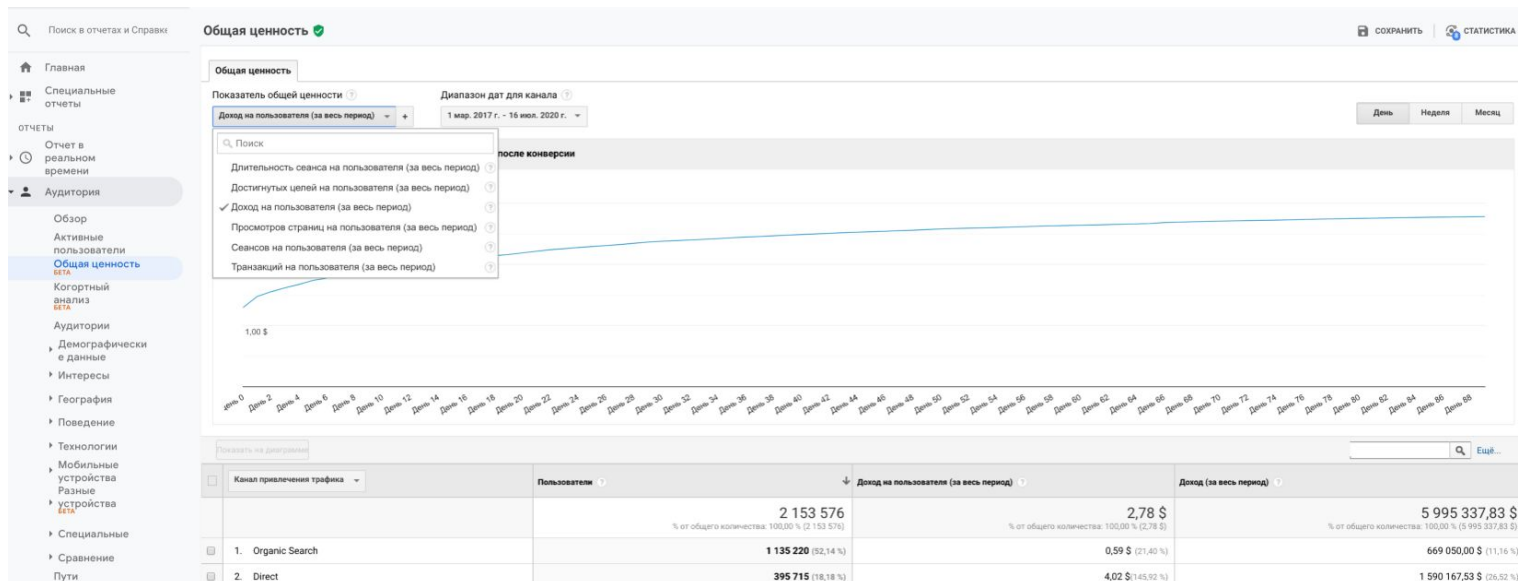 Поиск в отчетах и Справке
Общая ценность
СОХРАНИТЬ
СТАТИСТИКА
Главная
Специальные
отчеты
ОТЧЕТЫ
Отчет в
реальном
времени
Аудитория
Обзор
Активные
пользователи
Общая ценность
БЕТА
Когортный
анализ
БЕТА
Аудитории
Демографически
е данные
Интересы
География
Поведение
Технологии
Мобильные
устройства
Разные
устройства
БЕТА
Специальные
Сравнение
Пути
Общая ценность
Показатель общей ценности ?
Диапазон дат для канала ?
Доход на пользователя (за весь период) +
1 мар. 2017 г. - 16 июл. 2020 г.
День Неделя Месяц
Поиск
после конверсии
Длительность сеанса на пользователя (за весь период) ?
Достигнутых целей на пользователя (за весь период) ?
Доход на пользователя (за весь период) ?
Просмотров страниц на пользователя (за весь период) ?
Сеансов на пользователя (за весь период) ?
Транзакций на пользователя (за весь период) ?
1,00 $
День 2 День 4 День 6 День 8 День 10 День 12 День 14 День 16 День 18 День 20 День 22 День 24 День 26 День 28 День 30 День 32 День 34 День 36 День 38 День 40 День 42 День 44 День 46 День 48 День 50 День 52 День 54 День 56 День 58 День 60 День 62 День 64 День 66 День 68 День 70 День 72 День 74 День 76 День 78 День 80 День 82 День 84 День 86 День 88
Показать на диаграмме
Ещё...
Канал привлечения трафика
Пользователи ?
Доход на пользователя (за весь период) ?
Доход (за весь период) ?
2 153 576
% от общего количества: 100,00 % (2 153 576)
2,78 $
% от общего количества: 100,00 % (2,78 $)
5 995 337,83 $
% от общего количества: 100,00 % (5 995 337,83 $)
1. Organic Search 1 135 220 (52,14 %) 0,59 $ (21,40 %) 669 050,00 $ (11,16 %)
2. Direct 395 715 (18,18 %) 4,02 $(145,92 %) 1 590 167,53 $ (26,52 %)